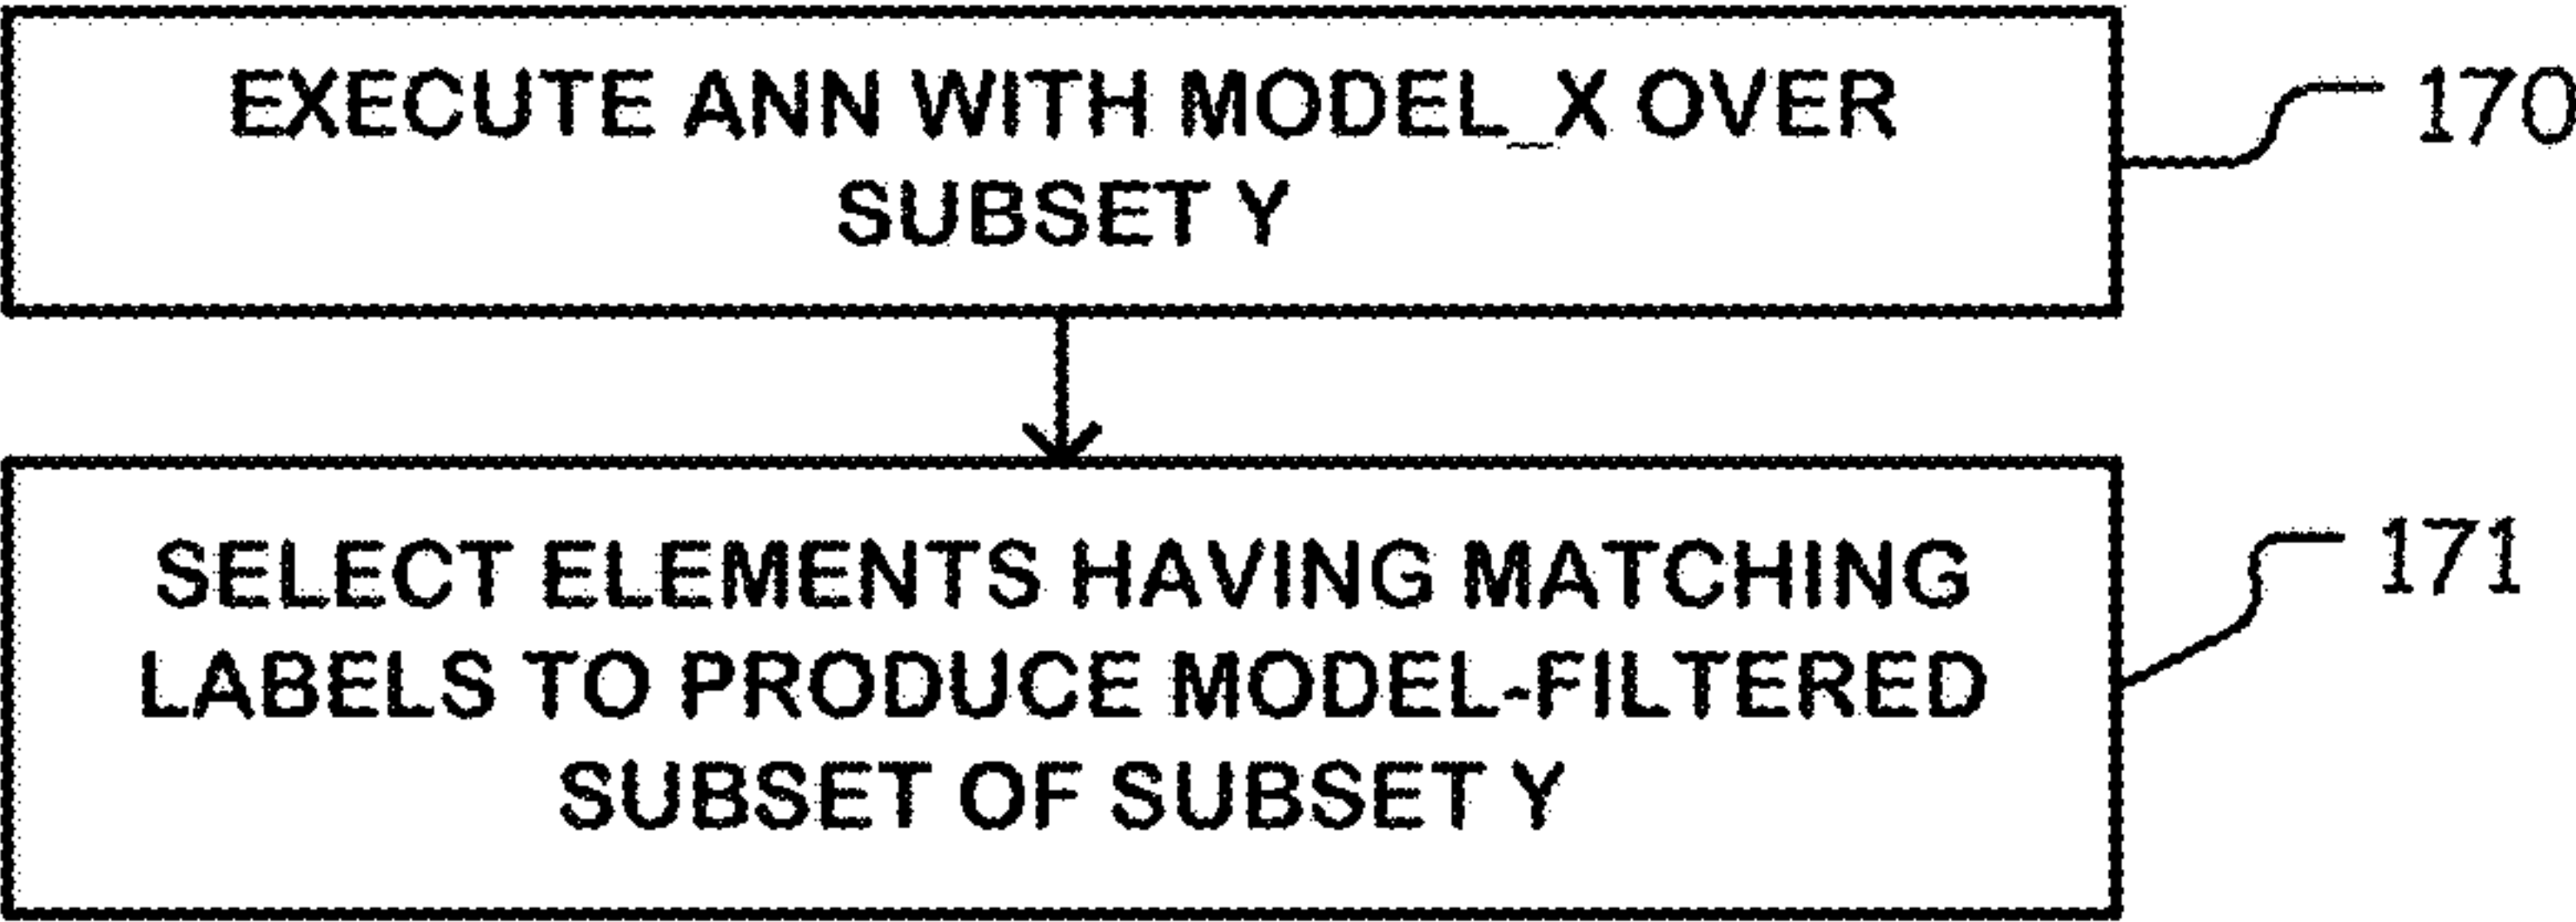 EXECUTE ANN WITH MODEL_X OVER
SUBSET Y
170
SELECT ELEMENTS HAVING MATCHING
LABELS TO PRODUCE MODEL-FILTERED
SUBSET OF SUBSET Y
171